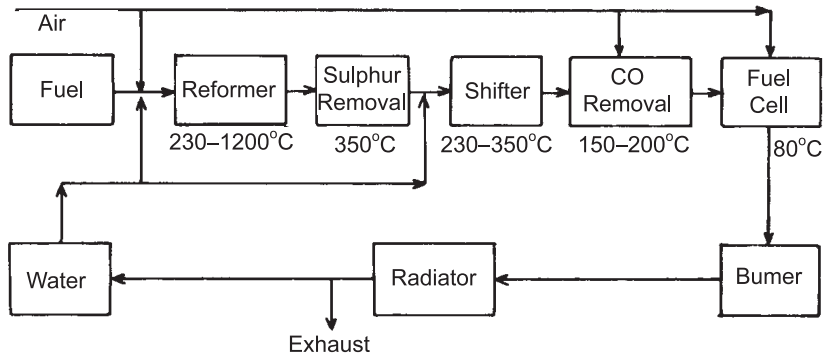 Air
Fuel
Reformer
Sulphur
Removal
Shifter
CO
Removal
Fuel
Cell
230–1200°C
350°C
230–350°C
150–200°C
80°C
Water
Radiator
Bumer
Exhaust